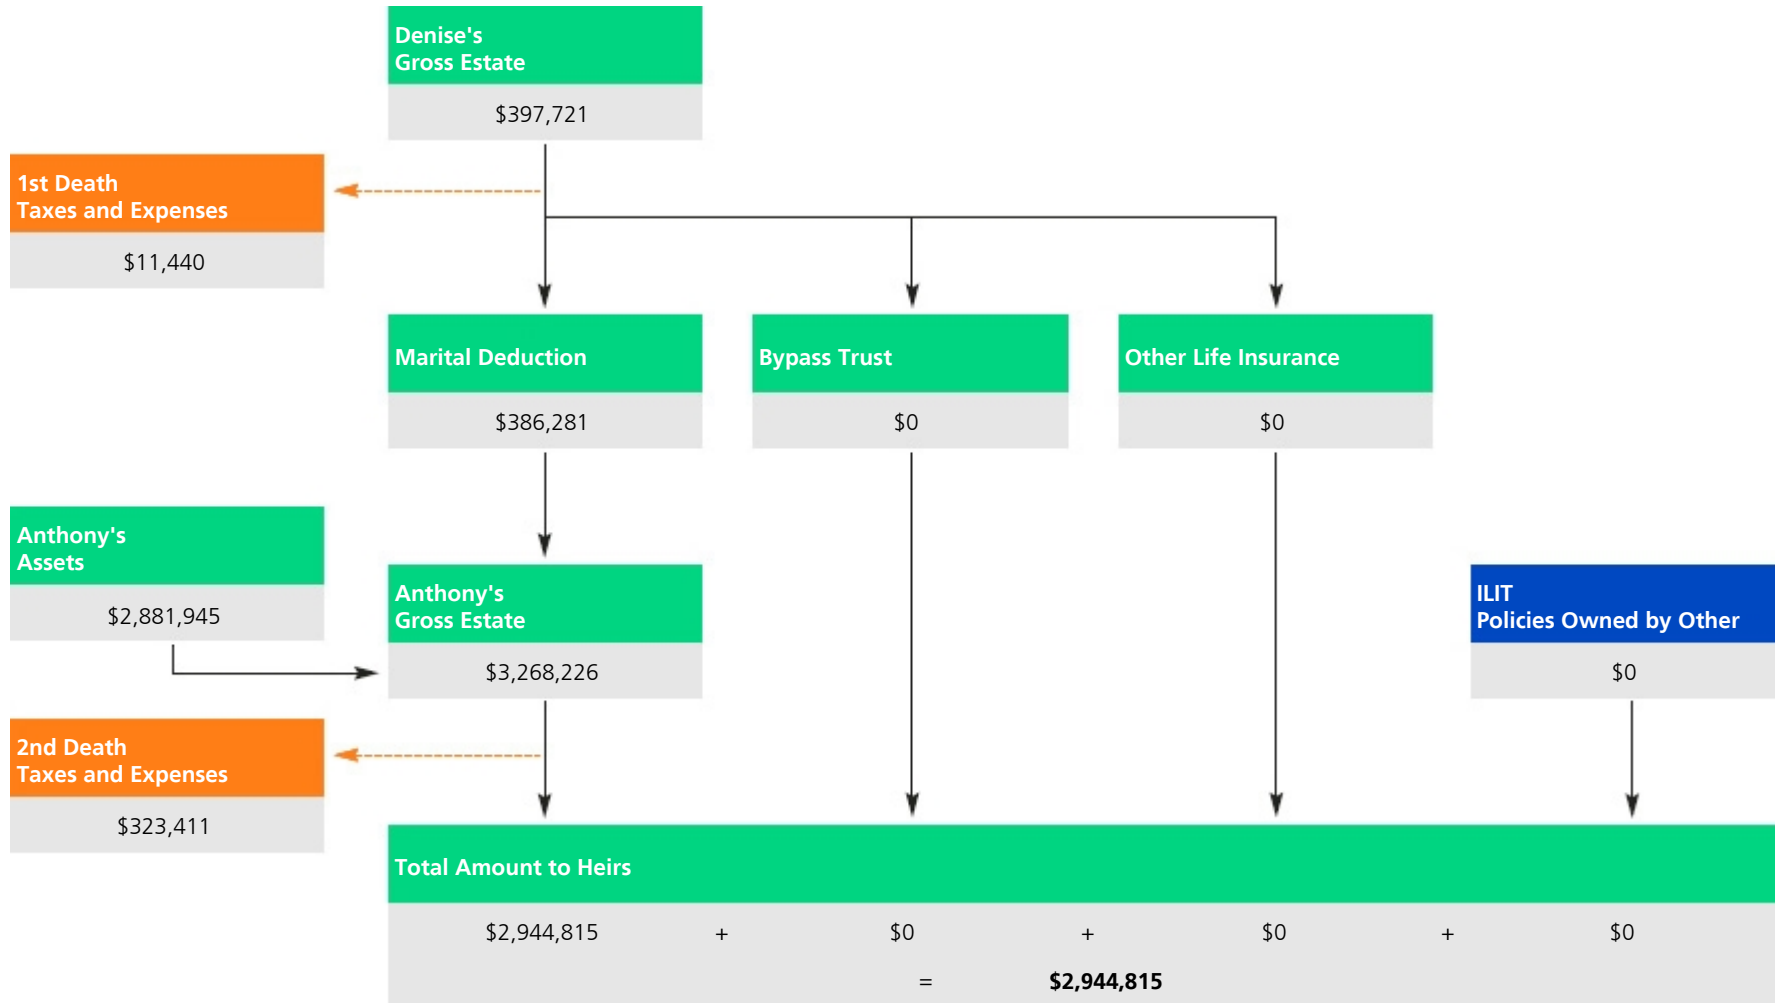 Denise's
Gross Estate
$397,721
1st Death
Taxes and Expenses
$11,440
Marital Deduction
$386,281
Bypass Trust
$0
Other Life Insurance
$0
Anthony's
Assets
$2,881,945
Anthony's
Gross Estate
$3,268,226
ILIT
Policies Owned by Other
$0
2nd Death
Taxes and Expenses
$323,411
Total Amount to Heirs
$2,944,815 + $0 + $0 + $0
= $2,944,815